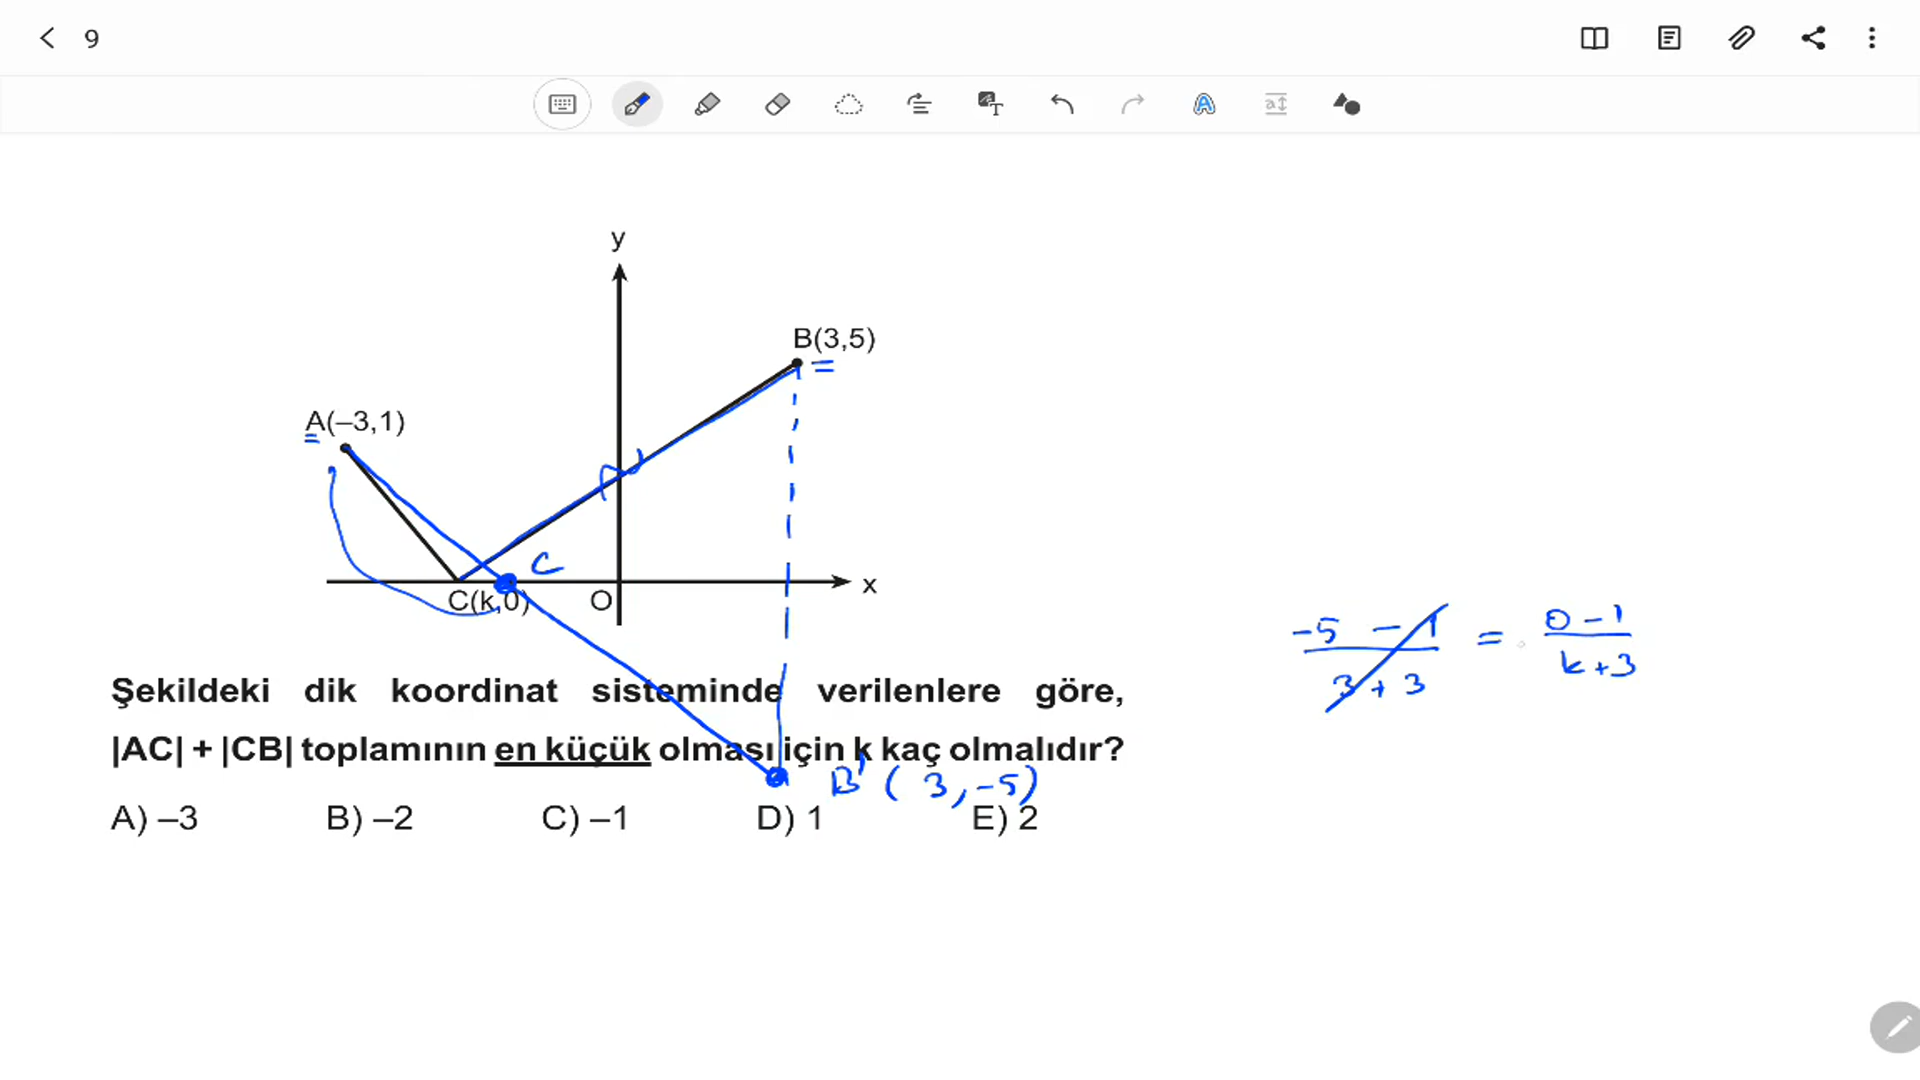 9
y
B(3,5)
=
A(–3,1)
=
C
C(k,0)
O
x
-5 - 1 / 3 + 3 = 0 - 1 / k + 3
Şekildeki dik koordinat sisteminde verilenlere göre,
|AC| + |CB| toplamının en küçük olması için k kaç olmalıdır?
B' ( 3, -5)
A) –3 B) –2 C) –1 D) 1 E) 2